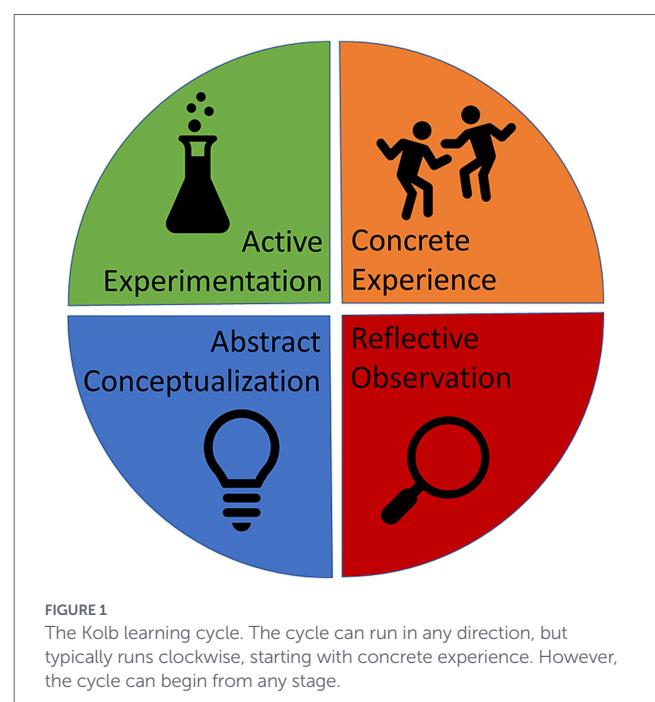 Active
Experimentation
Concrete
Experience
Abstract
Conceptualization
Reflective
Observation
FIGURE 1
The Kolb learning cycle. The cycle can run in any direction, but
typically runs clockwise, starting with concrete experience. However,
the cycle can begin from any stage.